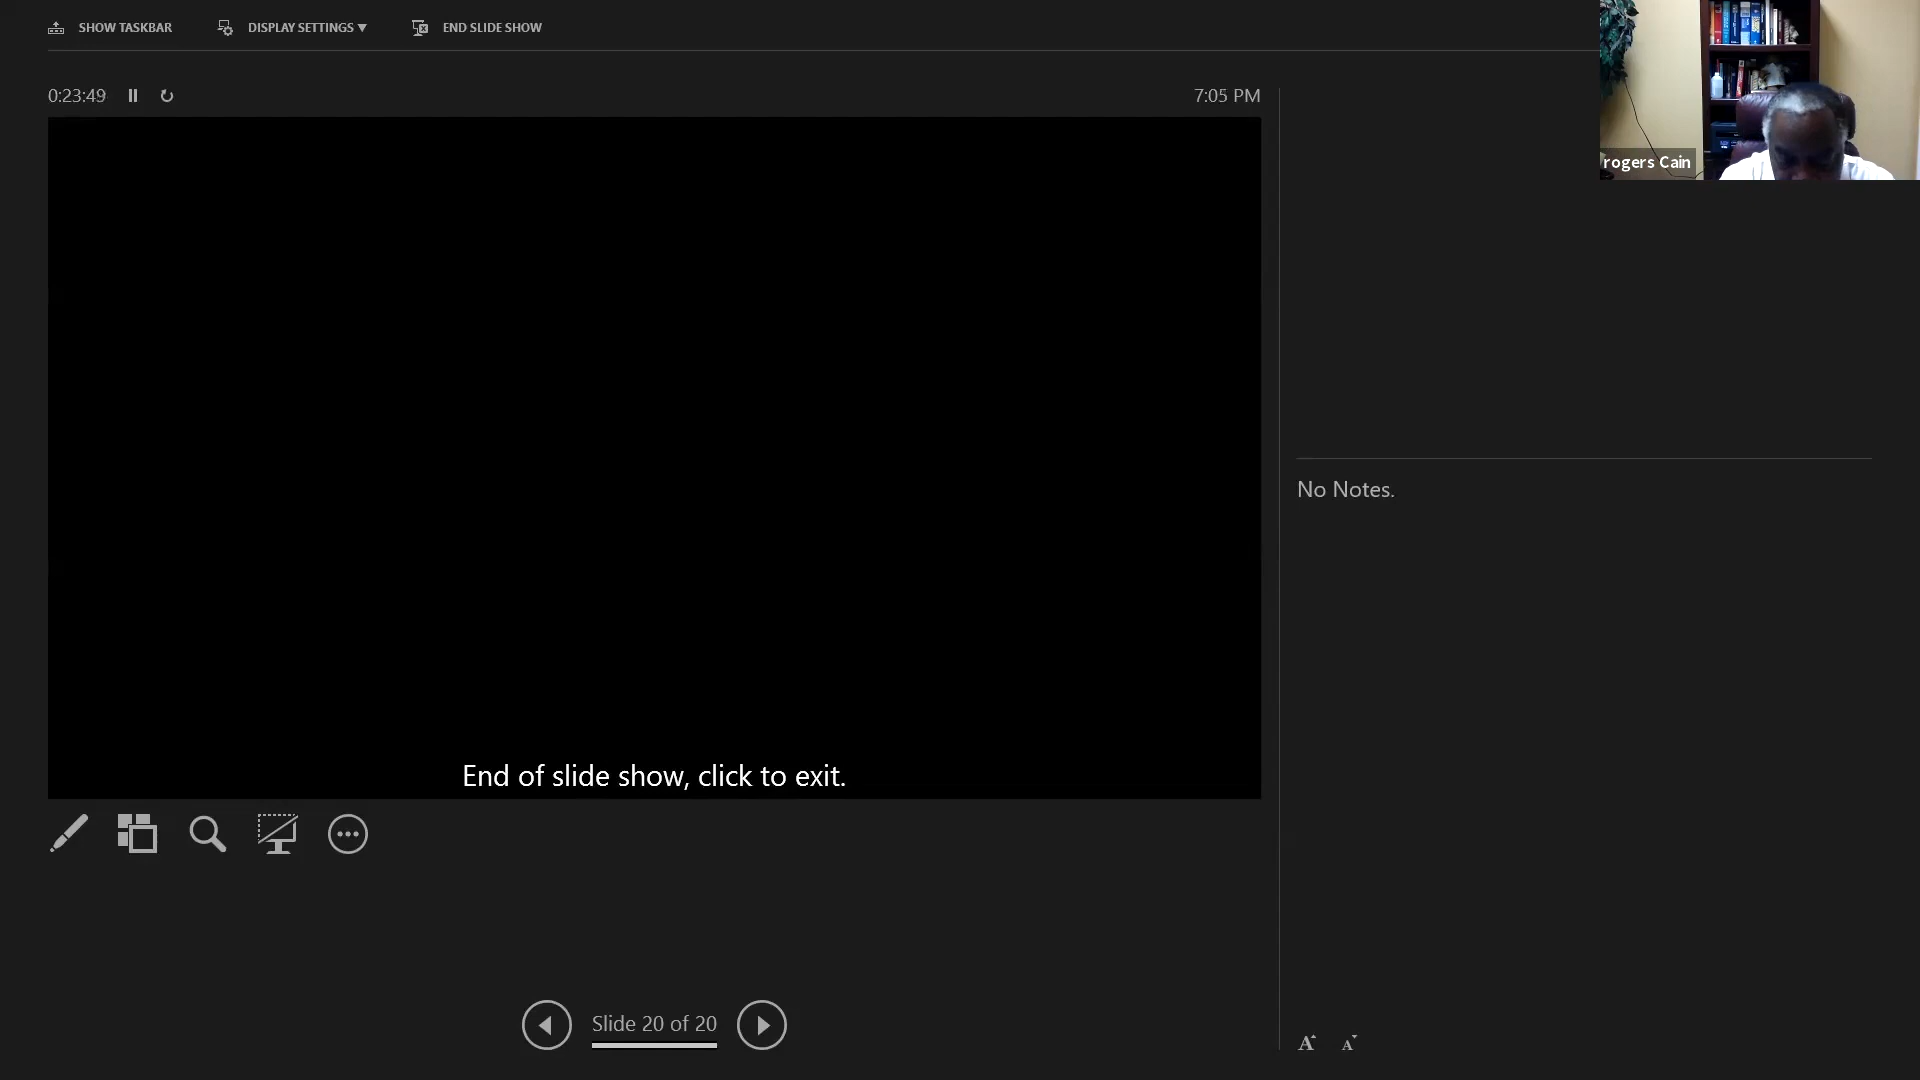 SHOW TASKBAR
DISPLAY SETTINGS ▼
END SLIDE SHOW
0:23:49
7:05 PM
rogers Cain
No Notes.
End of slide show, click to exit.
Slide 20 of 20
A A